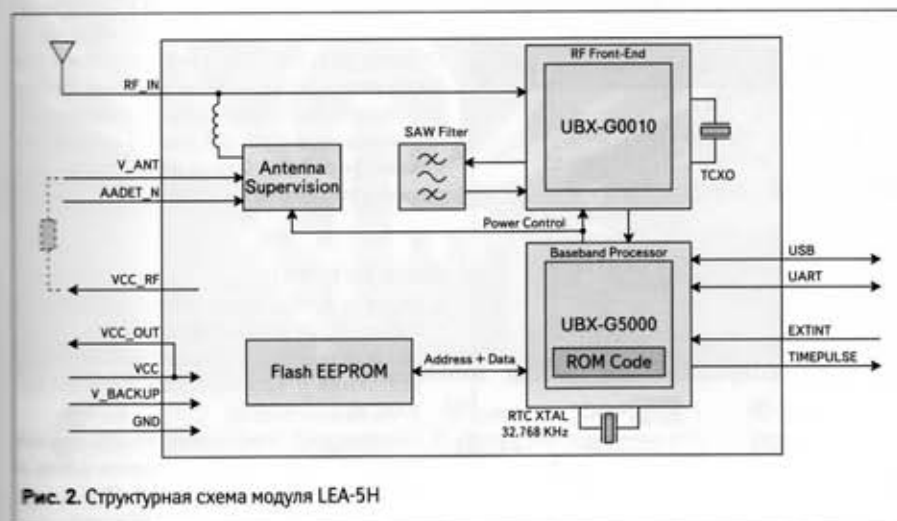 RF Front-End
RF_IN
UBX-G0010
SAW Filter
TCXO
V_ANT
AADET_N
Antenna
Supervision
Power Control
Baseband Processor
USB
UART
VCC_RF
UBX-G5000
VCC_OUT
EXTINT
Flash EEPROM
Address + Data
ROM Code
TIMEPULSE
VCC
V_BACKUP
GND
RTC XTAL
32.768 KHz
Рис. 2. Структурная схема модуля LEA-5H